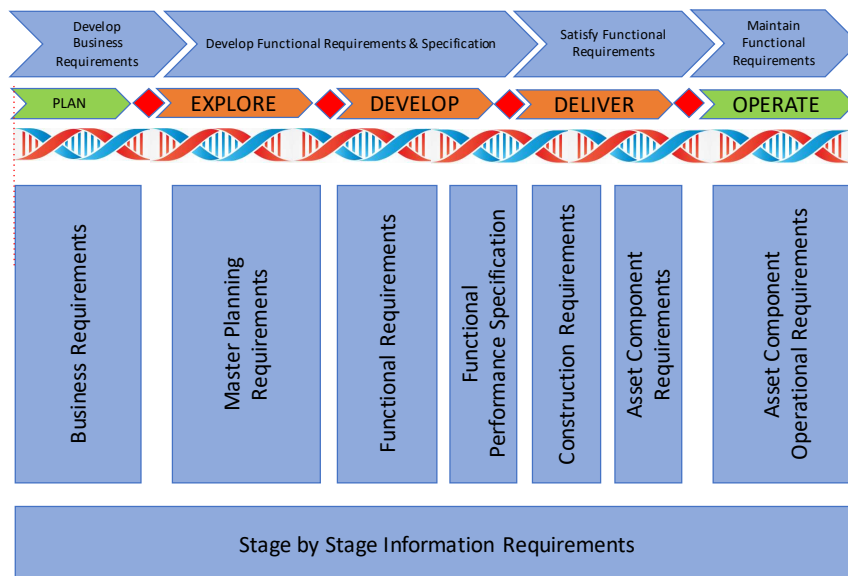 Develop
Business
Requirements
Develop Functional Requirements & Specification
Satisfy Functional
Requirements
Maintain
Functional
Requirements
PLAN
EXPLORE
DEVELOP
DELIVER
OPERATE
Business Requirements
Master Planning
Requirements
Functional Requirements
Functional
Performance Specification
Construction Requirements
Asset Component
Requirements
Asset Component
Operational Requirements
Stage by Stage Information Requirements